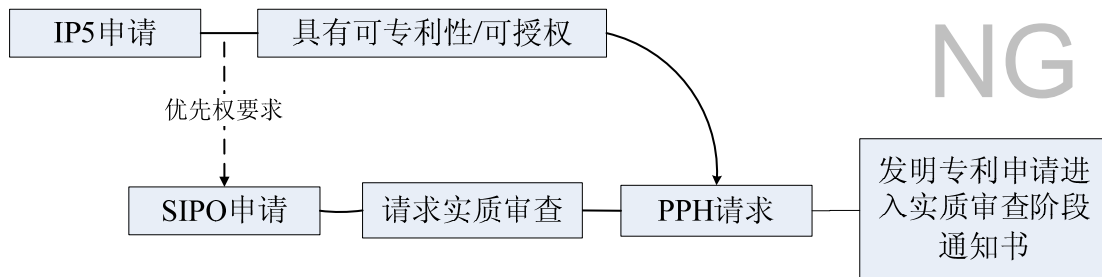 IP5申请
具有可专利性/可授权
NG
优先权要求
SIPO申请
请求实质审查
PPH请求
发明专利申请进
入实质审查阶段
通知书